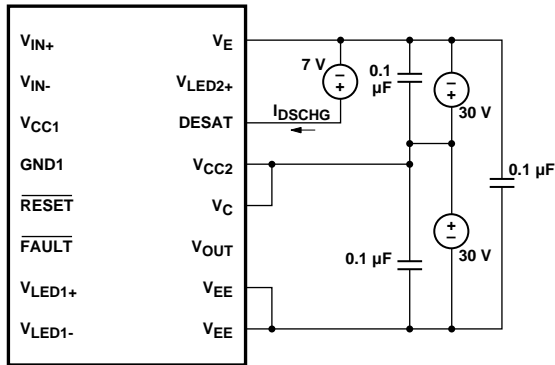 VIN+ VE
VIN- VLED2+
VCC1 DESAT
GND1 VCC2
RESET VC
FAULT VOUT
VLED1+ VEE
VLED1- VEE
7 V
− +
IDSCHG
0.1 µF
− +
30 V
0.1 µF
+ −
30 V
0.1 µF